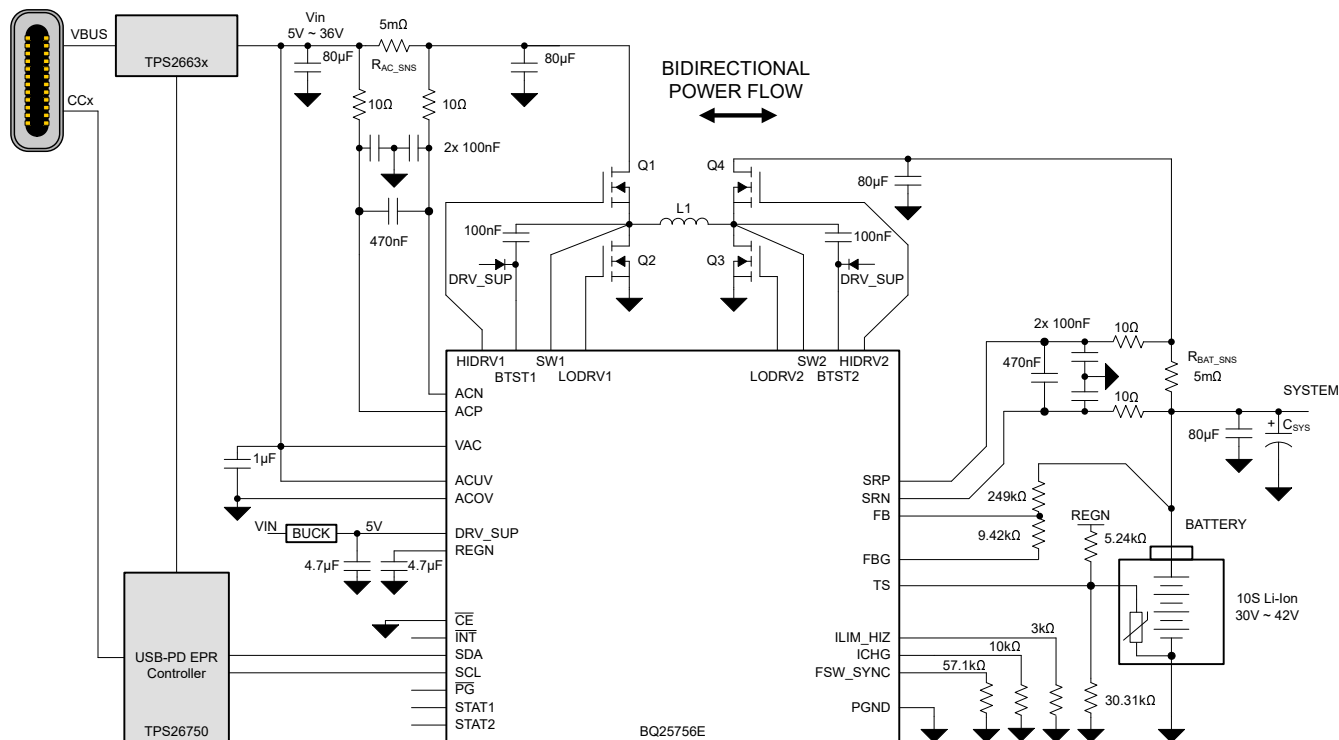 VBUS
TPS2663x
CCx
Vin
5V ~ 36V
80µF
5mΩ
RAC_SNS
80µF
10Ω
10Ω
2x 100nF
470nF
BIDIRECTIONAL
POWER FLOW
Q1
Q4
80µF
100nF
L1
100nF
DRV_SUP
Q2
Q3
DRV_SUP
HIDRV1
BTST1
SW1
LODRV1
LODRV2
SW2
BTST2
HIDRV2
2x 100nF
10Ω
470nF
10Ω
RBAT_SNS
5mΩ
SYSTEM
80µF
+
CSYS
ACN
ACP
VAC
1µF
ACUV
ACOV
VIN
BUCK
5V
DRV_SUP
REGN
4.7µF
4.7µF
CE
INT
SDA
SCL
PG
STAT1
STAT2
USB-PD EPR
Controller
TPS26750
SRP
SRN
FB
FBG
TS
249kΩ
9.42kΩ
REGN
5.24kΩ
BATTERY
10S Li-Ion
30V ~ 42V
ILIM_HIZ
3kΩ
ICHG
10kΩ
FSW_SYNC
57.1kΩ
30.31kΩ
PGND
BQ25756E